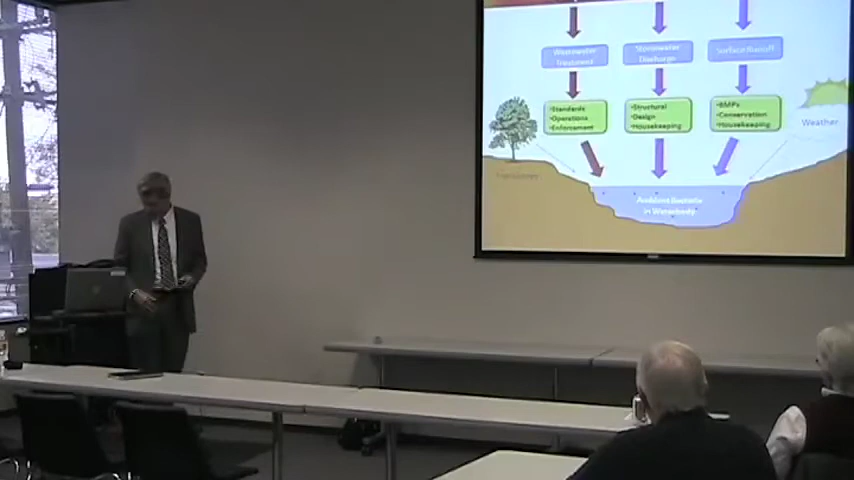 Wastewater
Treatment
Stormwater
Discharge
Surface Runoff
•Standards
•Operations
•Enforcement
•Structural
•Design
•Housekeeping
•BMPs
•Conservation
•Housekeeping
Weather
Ambient Bacteria
in Waterbody